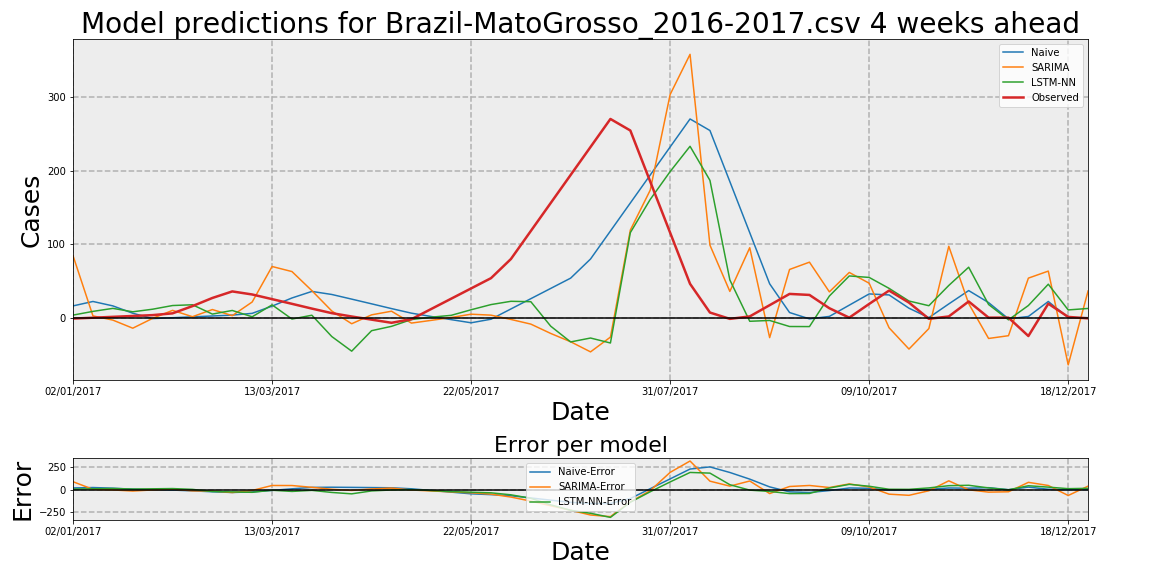 Model predictions for Brazil-MatoGrosso_2016-2017.csv 4 weeks ahead
Naive
SARIMA
LSTM-NN
Observed
300
200
100
0
Cases
02/01/2017 13/03/2017 22/05/2017 31/07/2017 09/10/2017 18/12/2017
Date
Error per model
Naive-Error
SARIMA-Error
LSTM-NN-Error
250
0
−250
Error
02/01/2017 13/03/2017 22/05/2017 31/07/2017 09/10/2017 18/12/2017
Date